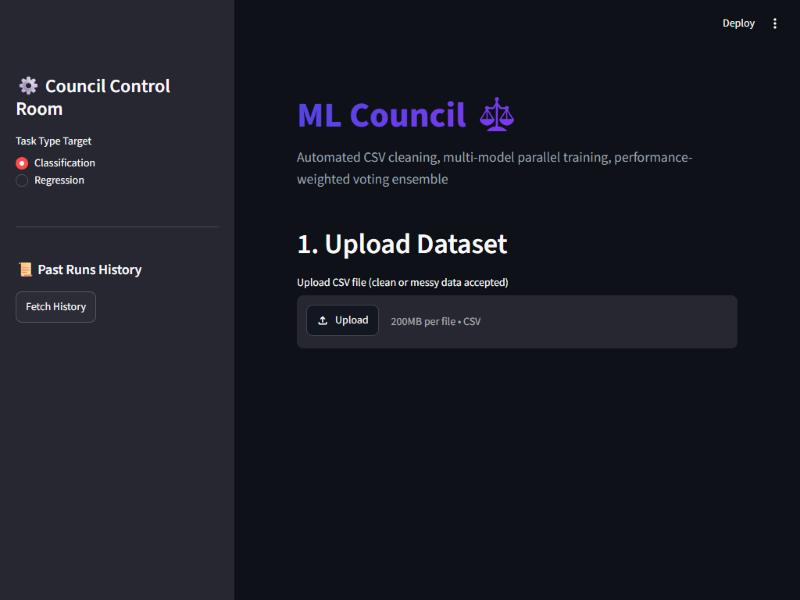 Deploy
⚙️ Council Control
Room
Task Type Target
Classification
Regression
📜 Past Runs History
Fetch History
ML Council ⚖️
Automated CSV cleaning, multi-model parallel training, performance-
weighted voting ensemble
1. Upload Dataset
Upload CSV file (clean or messy data accepted)
Upload
200MB per file • CSV